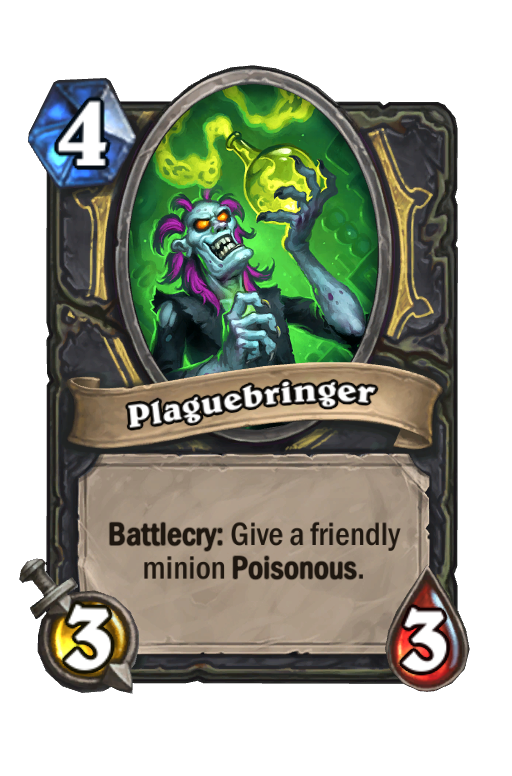 4
Plaguebringer
Battlecry: Give a friendly
minion Poisonous.
3
3